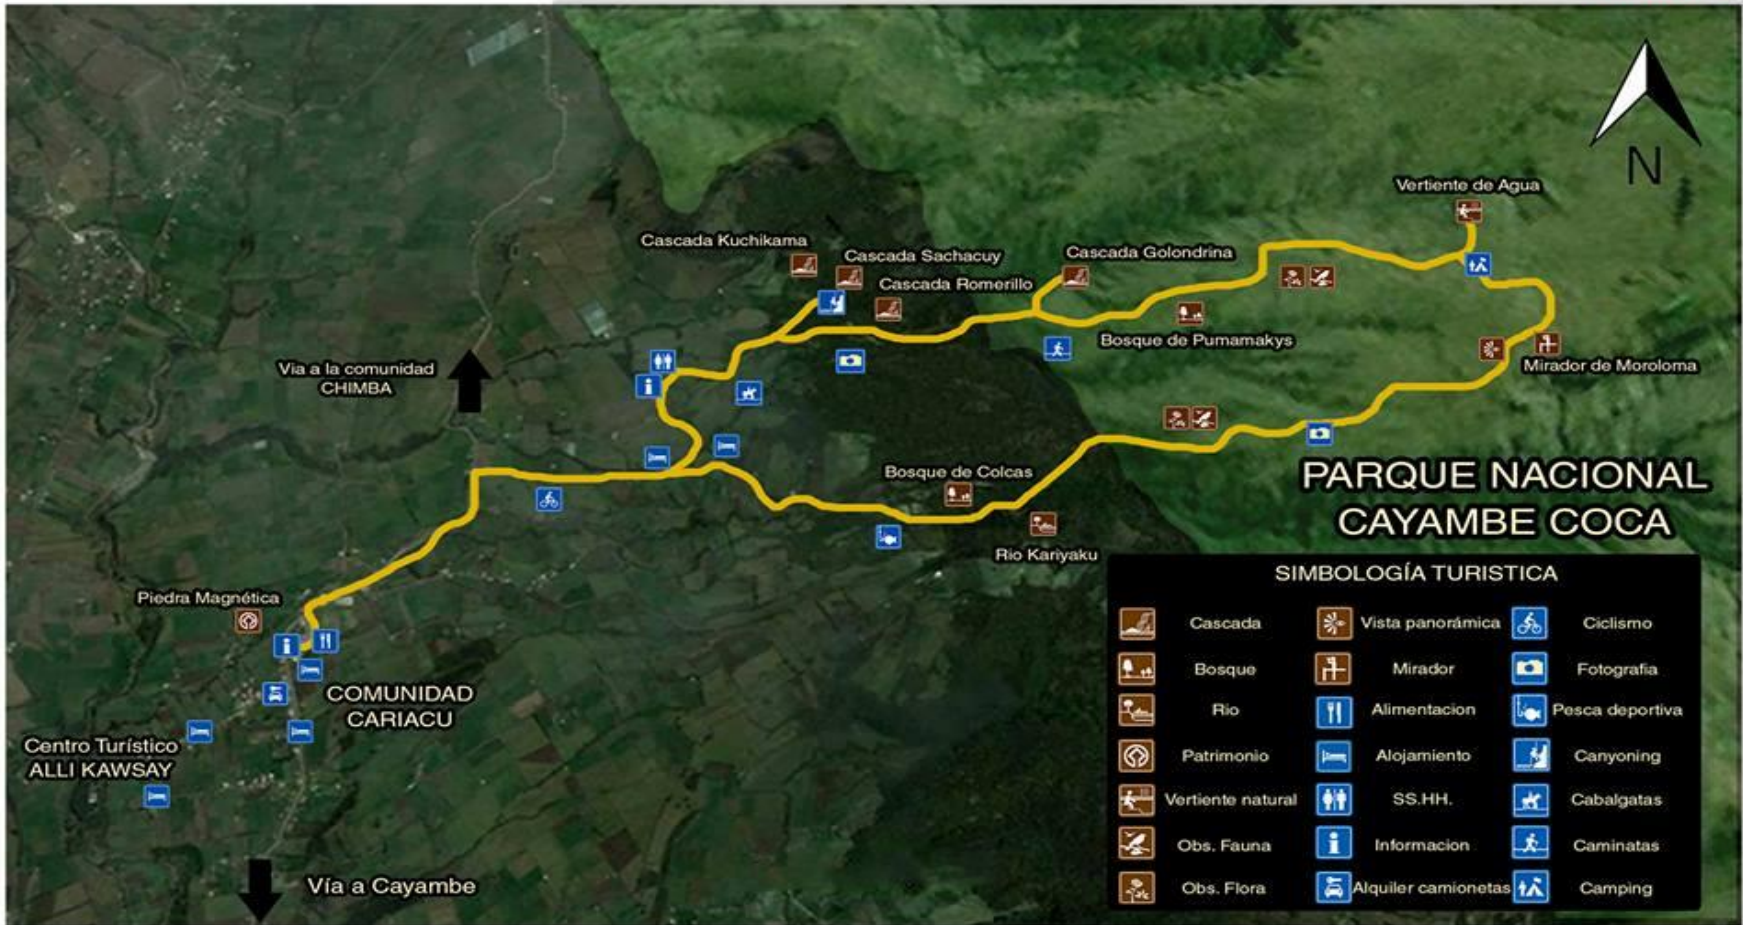 N
Vertiente de Agua
Cascada Kuchikama
Cascada Sachacuy
Cascada Golondrina
Cascada Romerillo
Bosque de Pumamakys
Via a la comunidad
CHIMBA
Mirador de Moroloma
Bosque de Colcas
PARQUE NACIONAL
CAYAMBE COCA
Rio Kariyaku
Piedra Magnética
COMUNIDAD
CARIACU
Centro Turístico
ALLI KAWSAY
Vía a Cayambe
SIMBOLOGÍA TURISTICA
Cascada
Vista panorámica
Ciclismo
Bosque
Mirador
Fotografia
Rio
Alimentacion
Pesca deportiva
Patrimonio
Alojamiento
Canyoning
Vertiente natural
SS.HH.
Cabalgatas
Obs. Fauna
Informacion
Caminatas
Obs. Flora
Alquiler camionetas
Camping